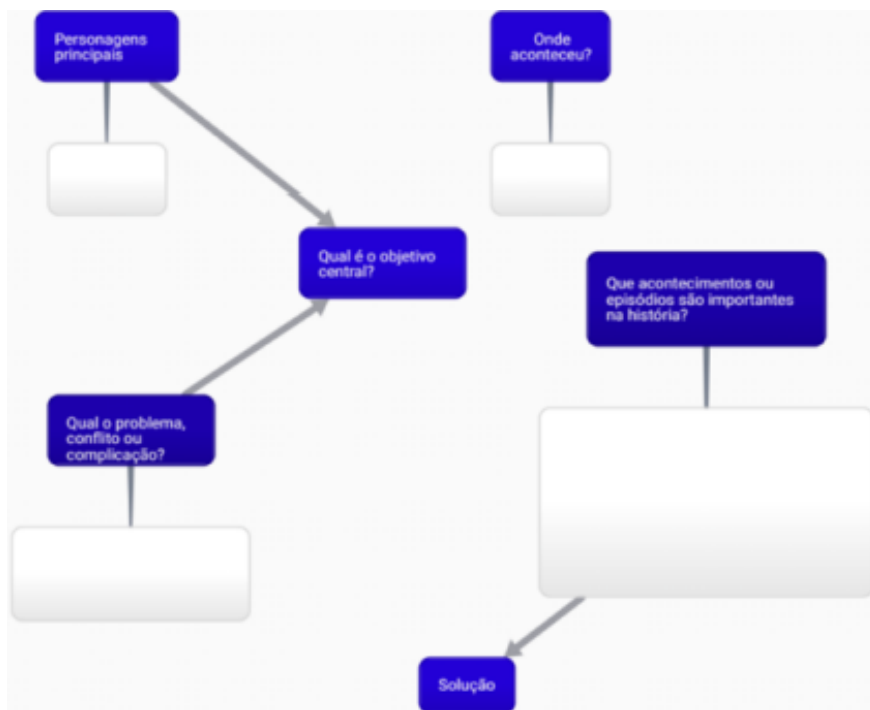 Personagens
principais
Onde
aconteceu?
Qual é o objetivo
central?
Que acontecimentos ou
episódios são importantes
na história?
Qual o problema,
conflito ou
complicação?
Solução